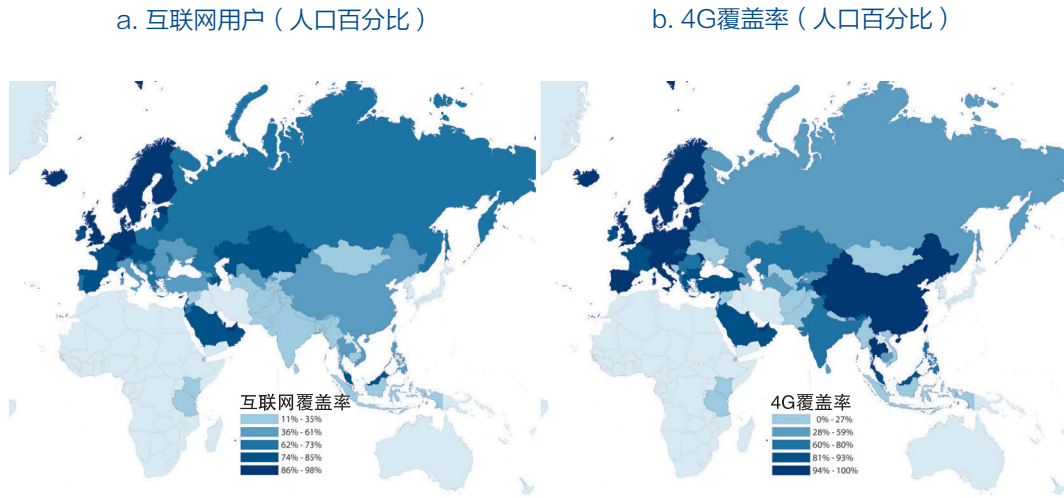 a. 互联网用户（人口百分比）
b. 4G覆盖率（人口百分比）
互联网覆盖率
11% - 35%
36% - 61%
62% - 73%
74% - 85%
86% - 98%
4G覆盖率
0% - 27%
28% - 59%
60% - 80%
81% - 93%
94% - 100%